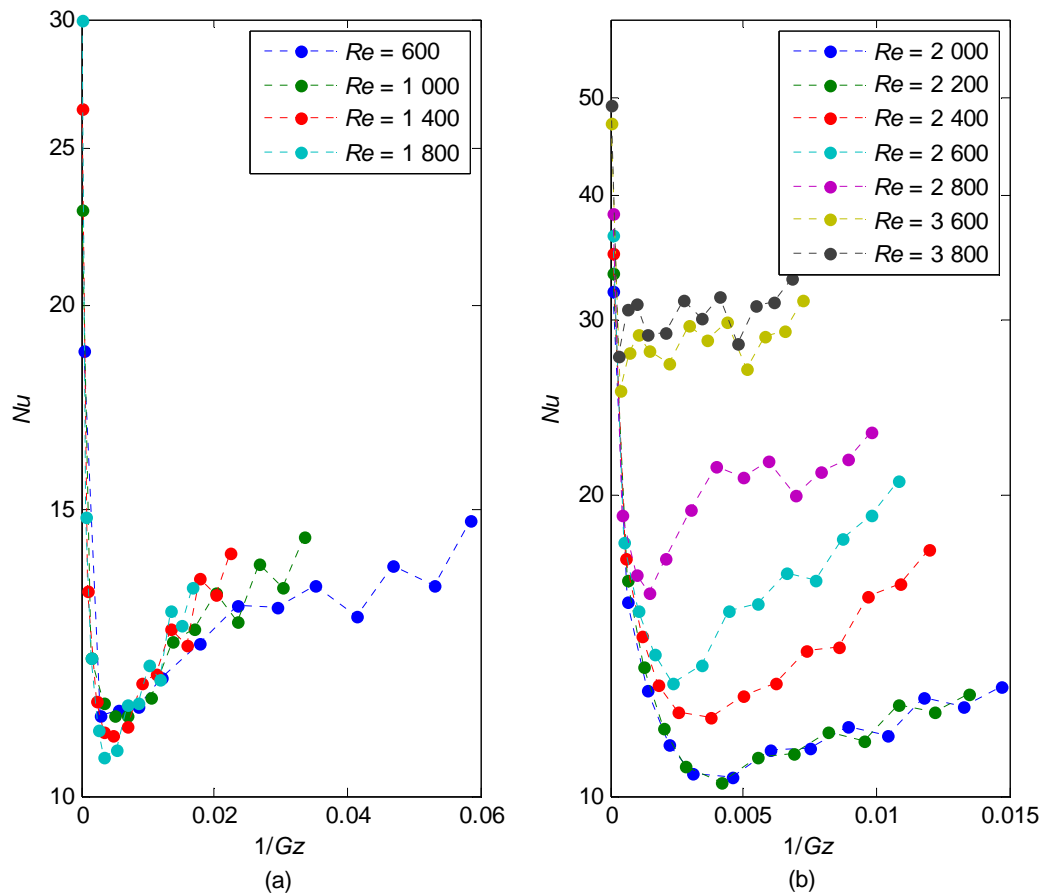 30
25
20
15
10
Nu
0
0.02
0.04
0.06
1/Gz
(a)
Re = 600
Re = 1 000
Re = 1 400
Re = 1 800
50
40
30
20
10
Nu
0
0.005
0.01
0.015
1/Gz
(b)
Re = 2 000
Re = 2 200
Re = 2 400
Re = 2 600
Re = 2 800
Re = 3 600
Re = 3 800